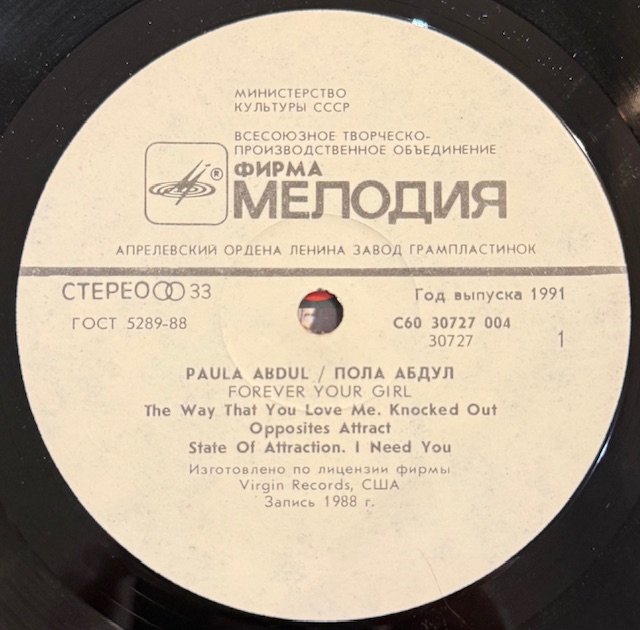 МИНИСТЕРСТВО
КУЛЬТУРЫ СССР
ВСЕСОЮЗНОЕ ТВОРЧЕСКО-
ПРОИЗВОДСТВЕННОЕ ОБЪЕДИНЕНИЕ
®
ФИРМА
МЕЛОДИЯ
АПРЕЛЕВСКИЙ ОРДЕНА ЛЕНИНА ЗАВОД ГРАМПЛАСТИНОК
СТЕРЕО 33
Год выпуска 1991
ГОСТ 5289-88
С60 30727 004
30727
1
PAULA ABDUL / ПОЛА АБДУЛ
FOREVER YOUR GIRL
The Way That You Love Me. Knocked Out
Opposites Attract
State Of Attraction. I Need You
Изготовлено по лицензии фирмы
Virgin Records, США
Запись 1988 г.